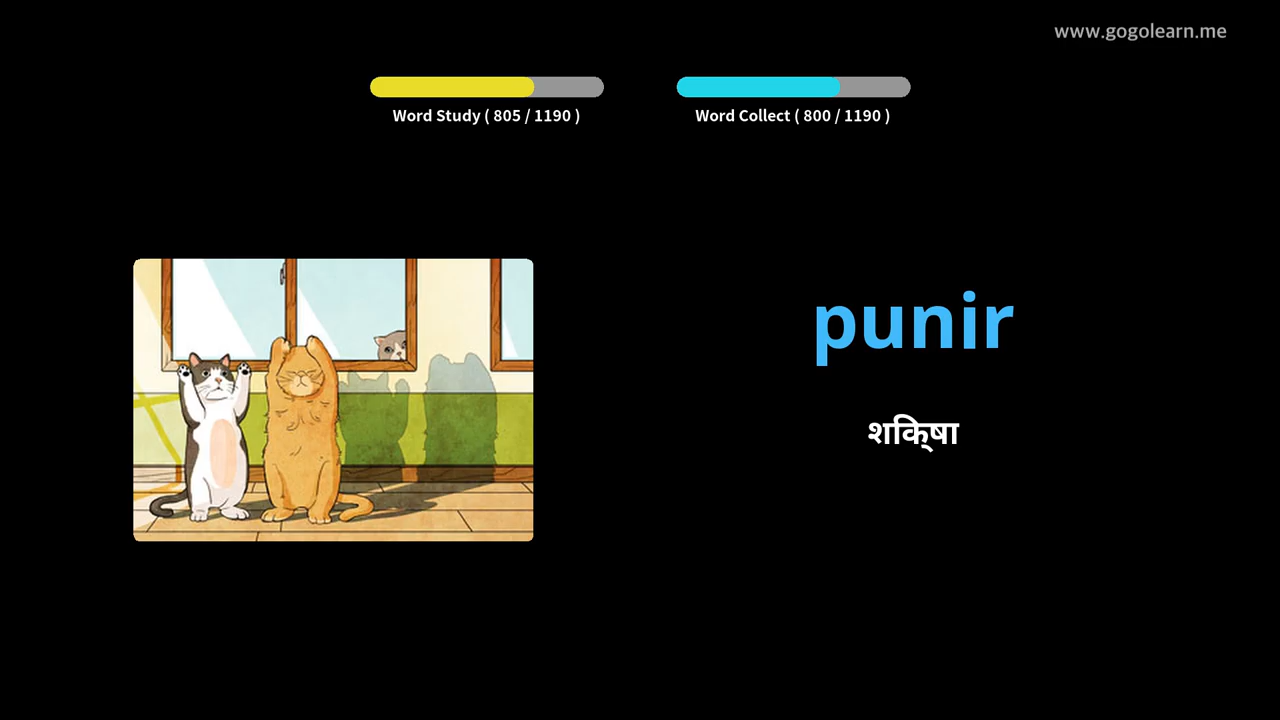 www.gogolearn.me
Word Study ( 805 / 1190 )
Word Collect ( 800 / 1190 )
punir
शकि्षा